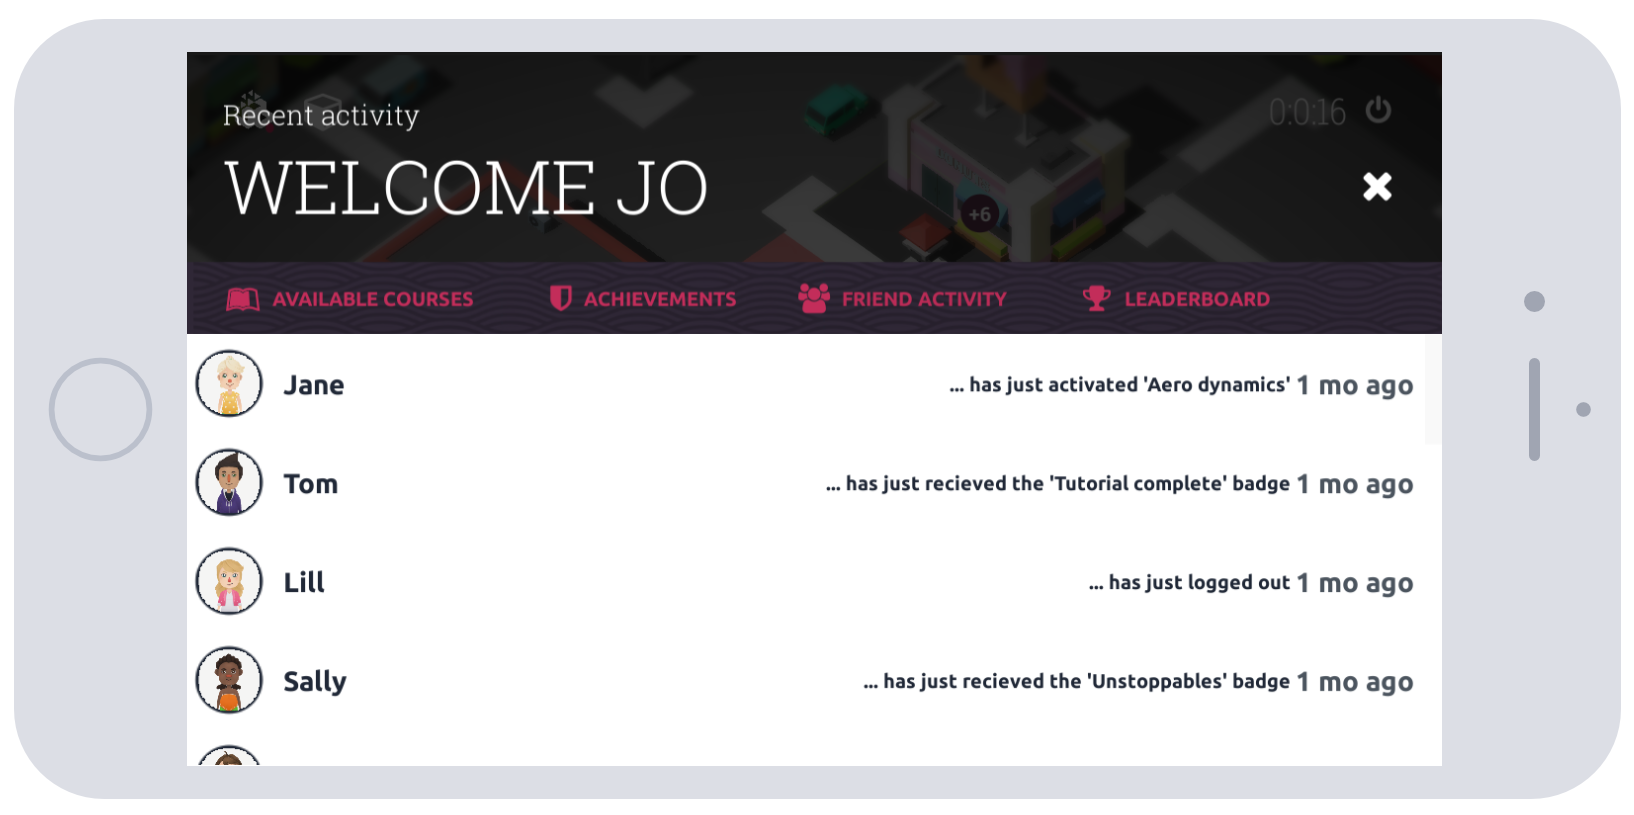 Recent activity
0:0:16
WELCOME JO
+6
AVAILABLE COURSES ACHIEVEMENTS FRIEND ACTIVITY LEADERBOARD
Jane ... has just activated 'Aero dynamics' 1 mo ago
Tom ... has just recieved the 'Tutorial complete' badge 1 mo ago
Lill ... has just logged out 1 mo ago
Sally ... has just recieved the 'Unstoppables' badge 1 mo ago